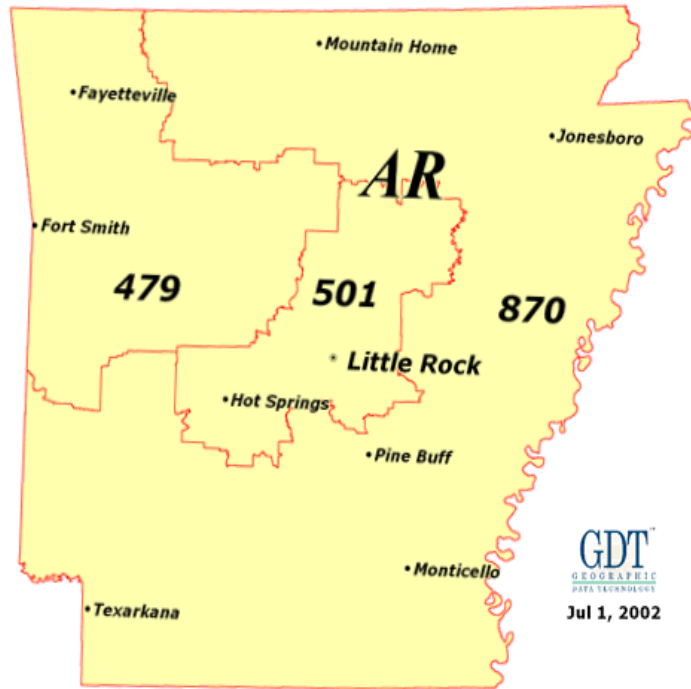 Mountain Home
Fayetteville
Jonesboro
AR
Fort Smith
479
501
870
Little Rock
Hot Springs
Pine Buff
Monticello
Texarkana
GDT
GEOGRAPHIC
DATA TECHNOLOGY
Jul 1, 2002